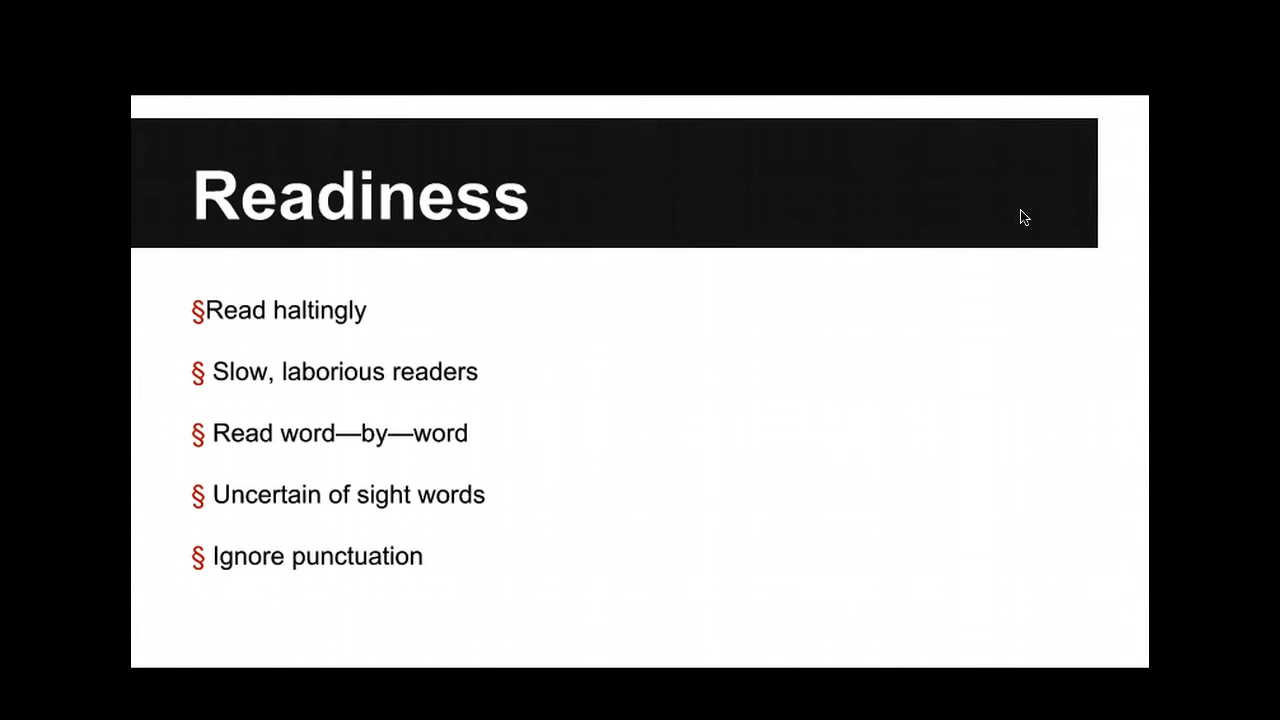 Readiness
§Read haltingly
§ Slow, laborious readers
§ Read word—by—word
§ Uncertain of sight words
§ Ignore punctuation